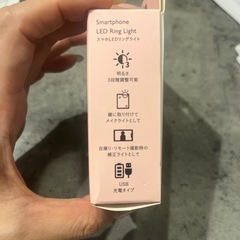 Smartphone
LED Ring Light
スマホLEDリングライト
3
明るさ
3段階調整可能
鏡に取り付けて
メイクライトとして
自撮り・リモート撮影時の
補正ライトとして
USB
充電タイプ